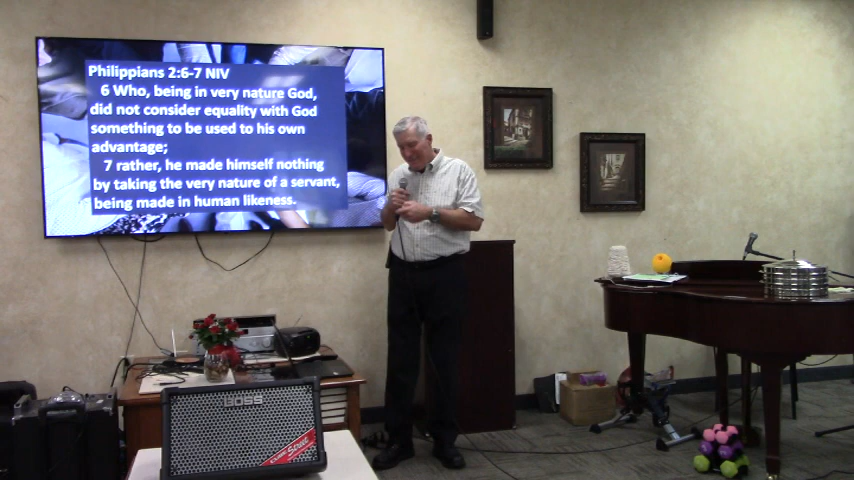 Philippians 2:6-7 NIV
6 Who, being in very nature God,
did not consider equality with God
something to be used to his own
advantage;
7 rather, he made himself nothing
by taking the very nature of a servant,
being made in human likeness.
BOSS
CUBE Street